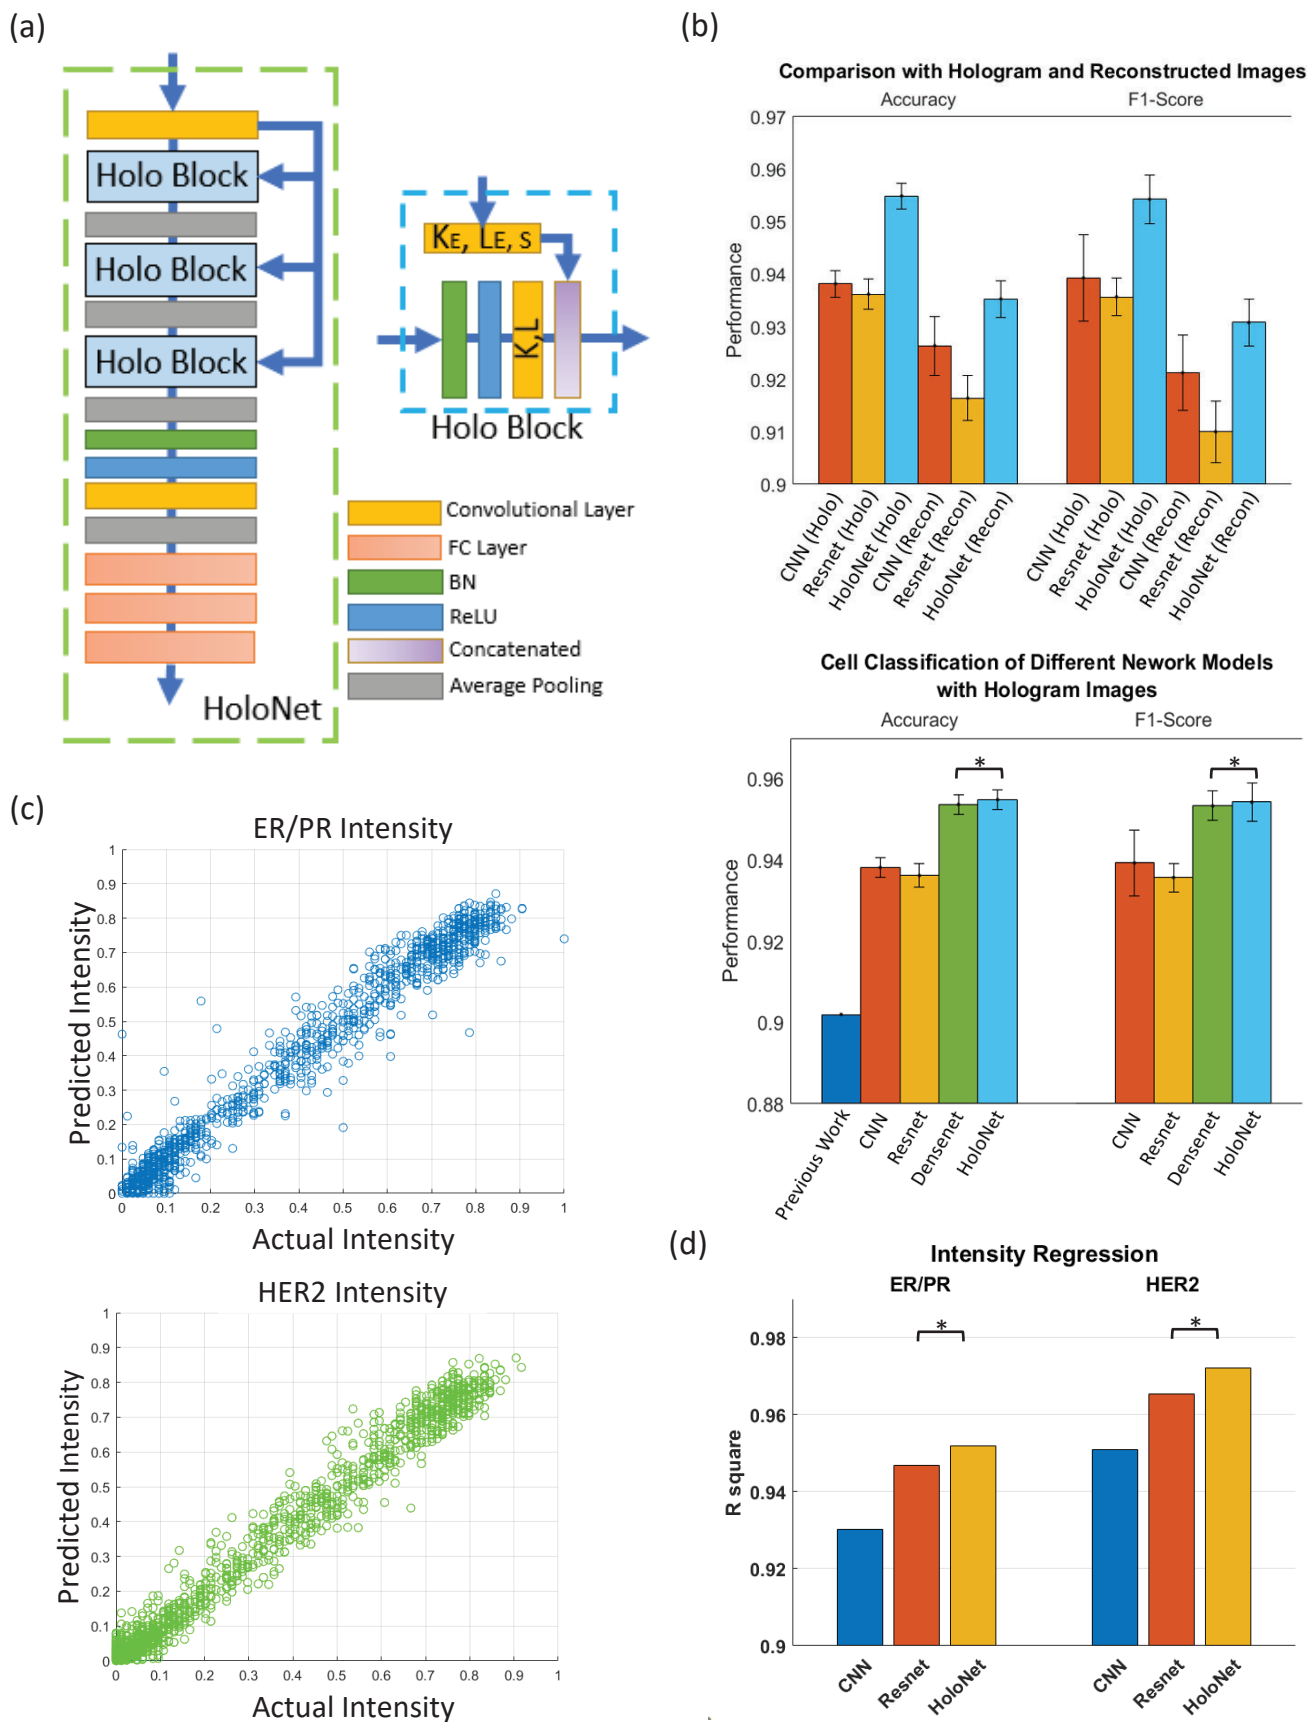 (a)
Holo Block
Holo Block
Holo Block
HoloNet
KE, LE, S
K,L
Holo Block
Convolutional Layer
FC Layer
BN
ReLU
Concatenated
Average Pooling
(b)
Comparison with Hologram and Reconstructed Images
Accuracy F1-Score
Performance
0.97
0.96
0.95
0.94
0.93
0.92
0.91
0.9
CNN (Holo)
Resnet (Holo)
HoloNet (Holo)
CNN (Recon)
Resnet (Recon)
HoloNet (Recon)
CNN (Holo)
Resnet (Holo)
HoloNet (Holo)
CNN (Recon)
Resnet (Recon)
HoloNet (Recon)
Cell Classification of Different Nework Models
with Hologram Images
Accuracy F1-Score
* *
Performance
0.96
0.94
0.92
0.9
0.88
Previous Work
CNN
Resnet
Densenet
HoloNet
CNN
Resnet
Densenet
HoloNet
(c)
ER/PR Intensity
Predicted Intensity
1
0.9
0.8
0.7
0.6
0.5
0.4
0.3
0.2
0.1
0
0 0.1 0.2 0.3 0.4 0.5 0.6 0.7 0.8 0.9 1
Actual Intensity
HER2 Intensity
Predicted Intensity
1
0.9
0.8
0.7
0.6
0.5
0.4
0.3
0.2
0.1
0
0 0.1 0.2 0.3 0.4 0.5 0.6 0.7 0.8 0.9 1
Actual Intensity
(d)
Intensity Regression
ER/PR HER2
* *
R square
0.98
0.96
0.94
0.92
0.9
CNN
Resnet
HoloNet
CNN
Resnet
HoloNet